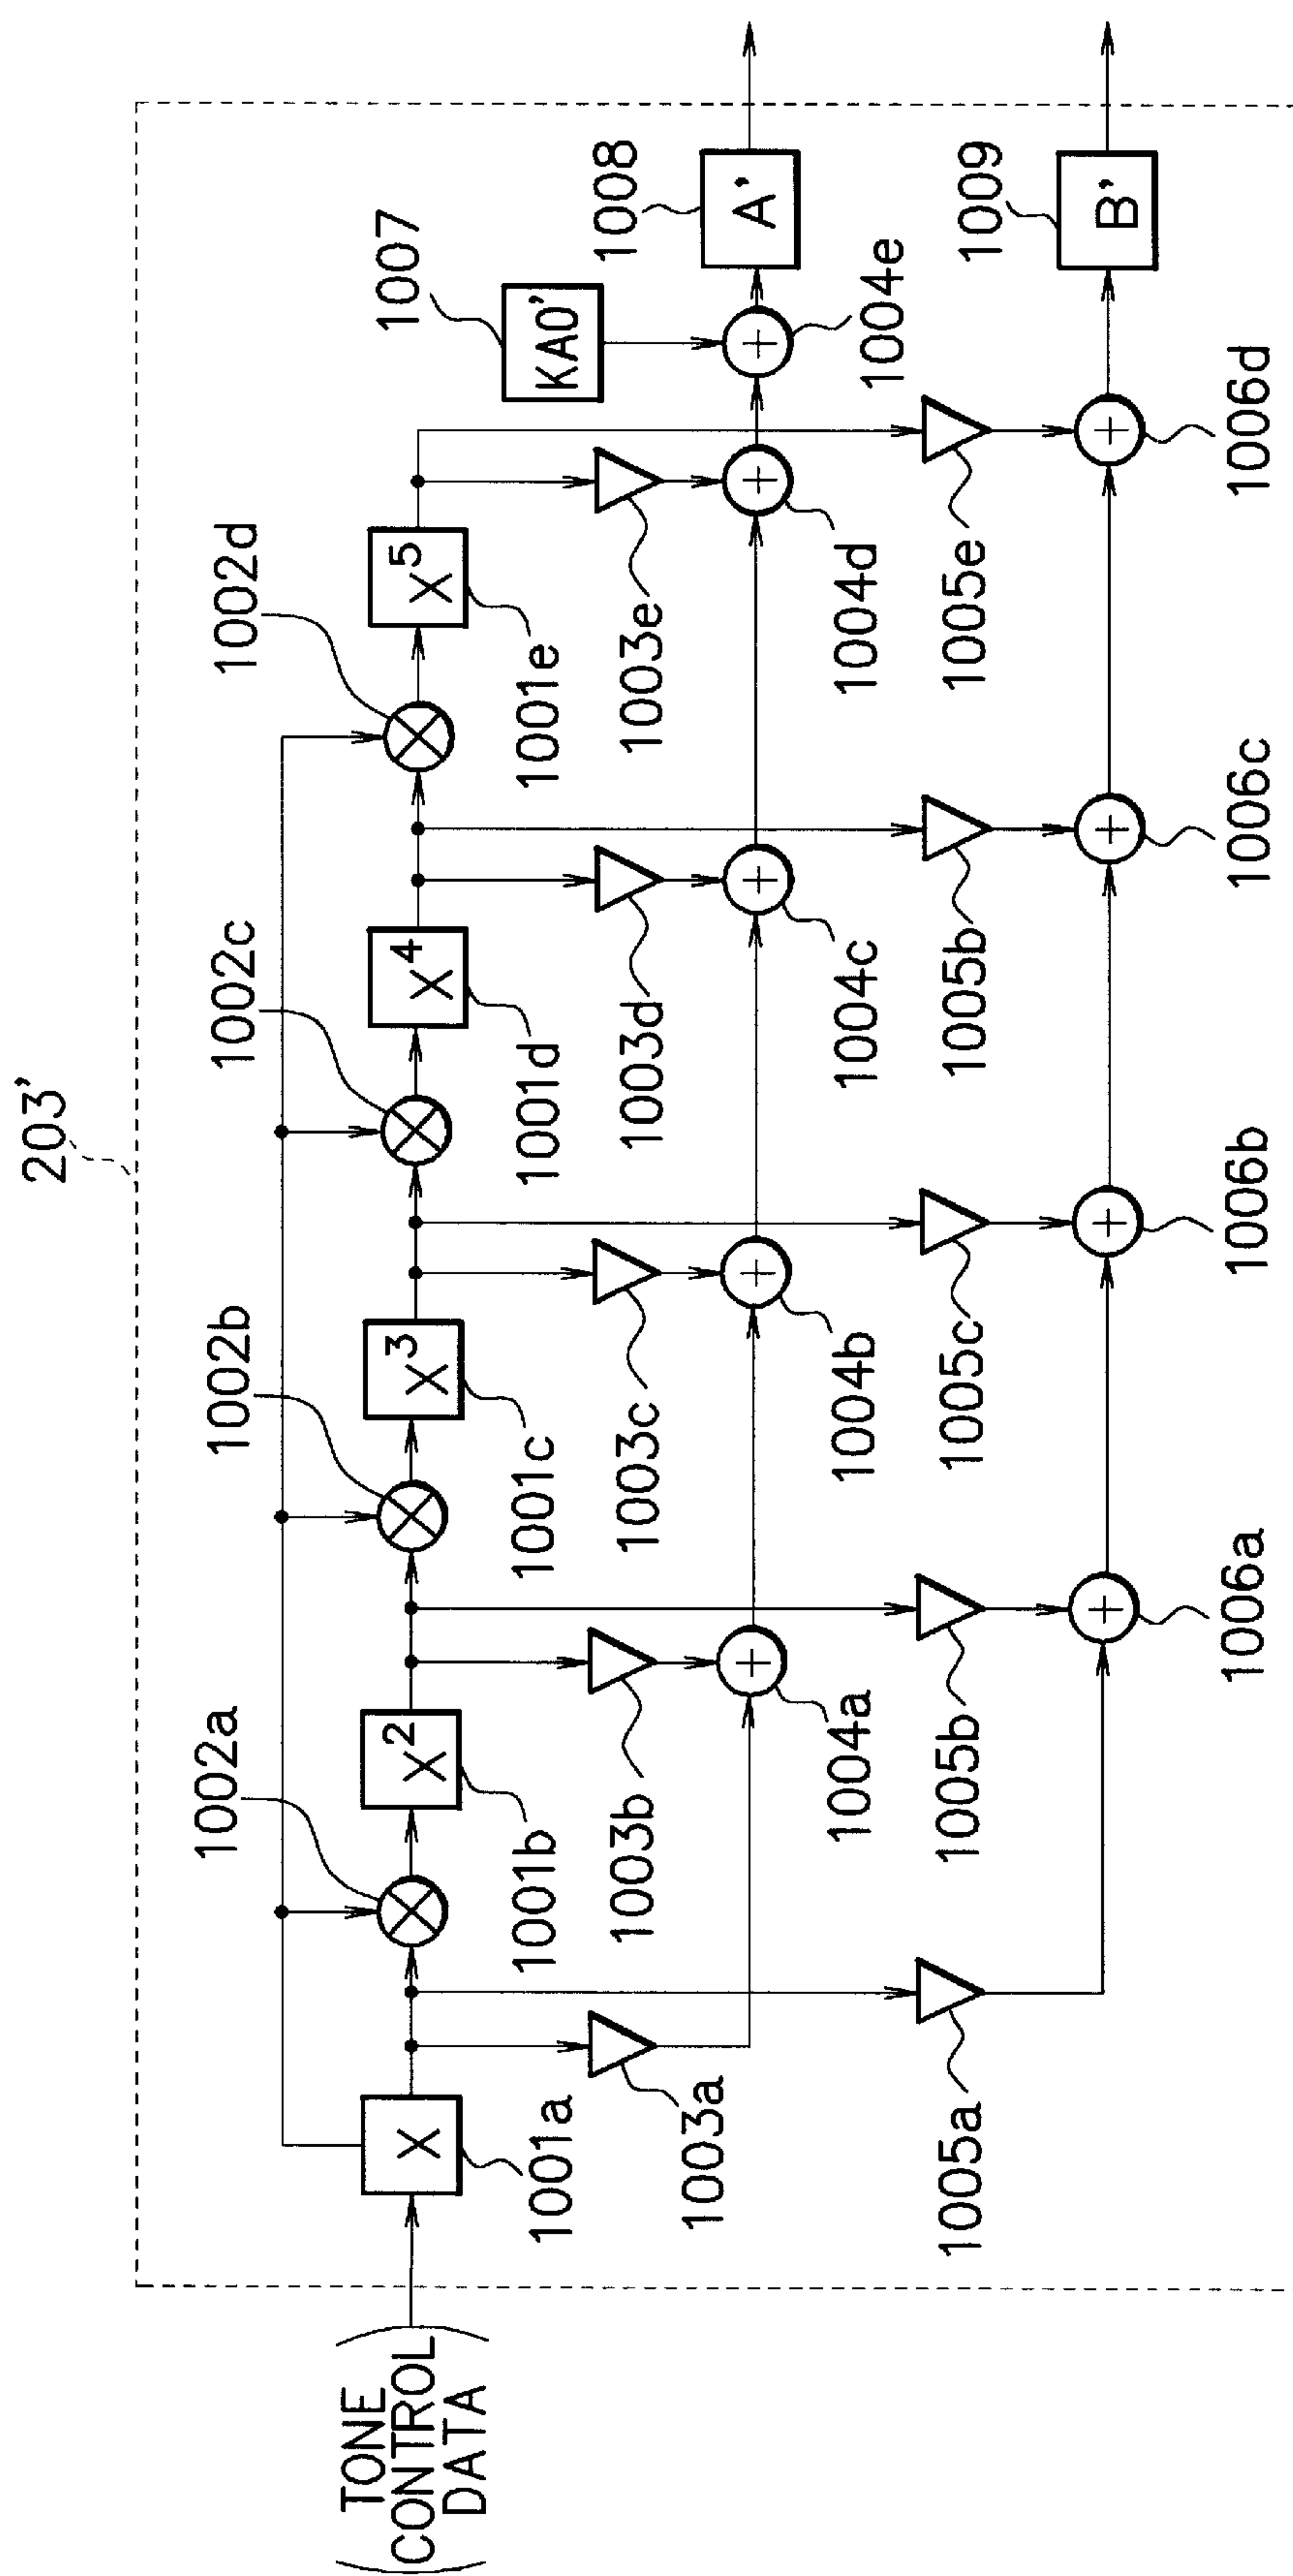 203'
1002a
1002b
1002c
1002d
1007
1008
1009
(TONE
CONTROL
DATA)
X
X2
X3
X4
X5
KA0'
A'
B'
1001a
1001b
1001c
1001d
1001e
1003a
1003b
1003c
1003d
1003e
1004a
1004b
1004c
1004d
1004e
1005a
1005b
1005c
1005b
1005e
1006a
1006b
1006c
1006d